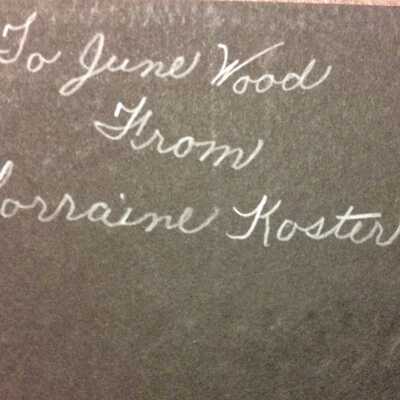 To June Wood
From
Lorraine Koster